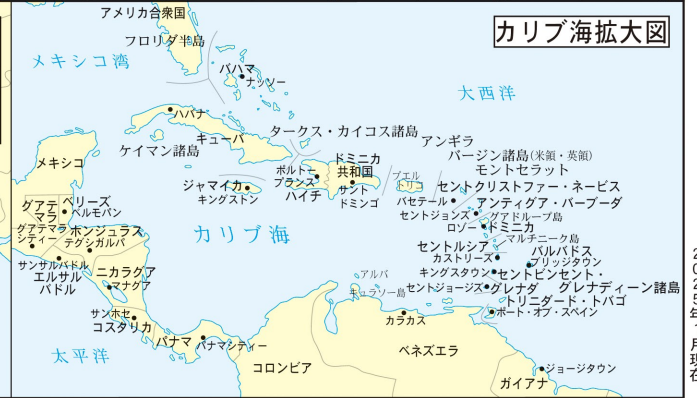 カリブ海拡大図
アメリカ合衆国
フロリダ半島
メキシコ湾
バハマ
ナッソー
大西洋
ハバナ
キューバ
タークス・カイコス諸島
アンギラ
ケイマン諸島
バージン諸島(米領・英領)
モントセラット
メキシコ
ドミニカ
共和国
ポルトー
プランス
ハイチ
サント
ドミンゴ
プエル
トリコ
ジャマイカ
キングストン
セントクリストファー・ネービス
バセテール
アンティグア・バーブーダ
セントジョンズ
グアドループ島
ロゾー
ドミニカ
マルチニーク島
グアテ
マラ
ベリーズ
ベルモパン
グアテマラ
シティー
ホンジュラス
テグシガルパ
カリブ海
セントルシア
カストリーズ
バルバドス
ブリッジタウン
サンサルバドル
エルサル
バドル
ニカラグア
マナグア
アルバ
キュラソー島
キングスタウン
セントビンセント・
グレナディーン諸島
セントジョージズ
グレナダ
トリニダード・トバゴ
ポート・オブ・スペイン
サンホセ
コスタリカ
カラカス
太平洋
パナマ
パナマシティー
コロンビア
ベネズエラ
ジョージタウン
ガイアナ
2025年1月現在